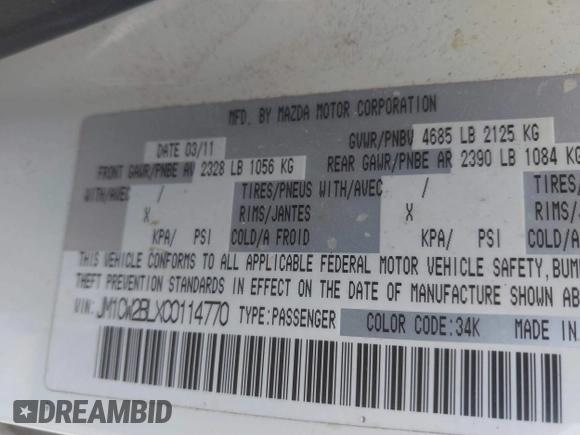 MFD. BY MAZDA MOTOR CORPORATION
DATE 03/11 GVWR/PNBV 4685 LB 2125 KG
FRONT GAWR/PNBE AV 2328 LB 1056 KG REAR GAWR/PNBE AR 2390 LB 1084 KG
WITH/AVEC / TIRES/PNEUS WITH/AVEC / TIRES/
X RIMS/JANTES X RIMS/
KPA/ PSI COLD/A FROID KPA/ PSI COLD/
THIS VEHICLE CONFORMS TO ALL APPLICABLE FEDERAL MOTOR VEHICLE SAFETY, BUM
THEFT PREVENTION STANDARDS IN EFFECT ON THE DATE OF MANUFACTURE SHOWN ABO
VIN: JM1CW2BLXC0114770 TYPE:PASSENGER COLOR CODE:34K MADE IN
DREAMBID